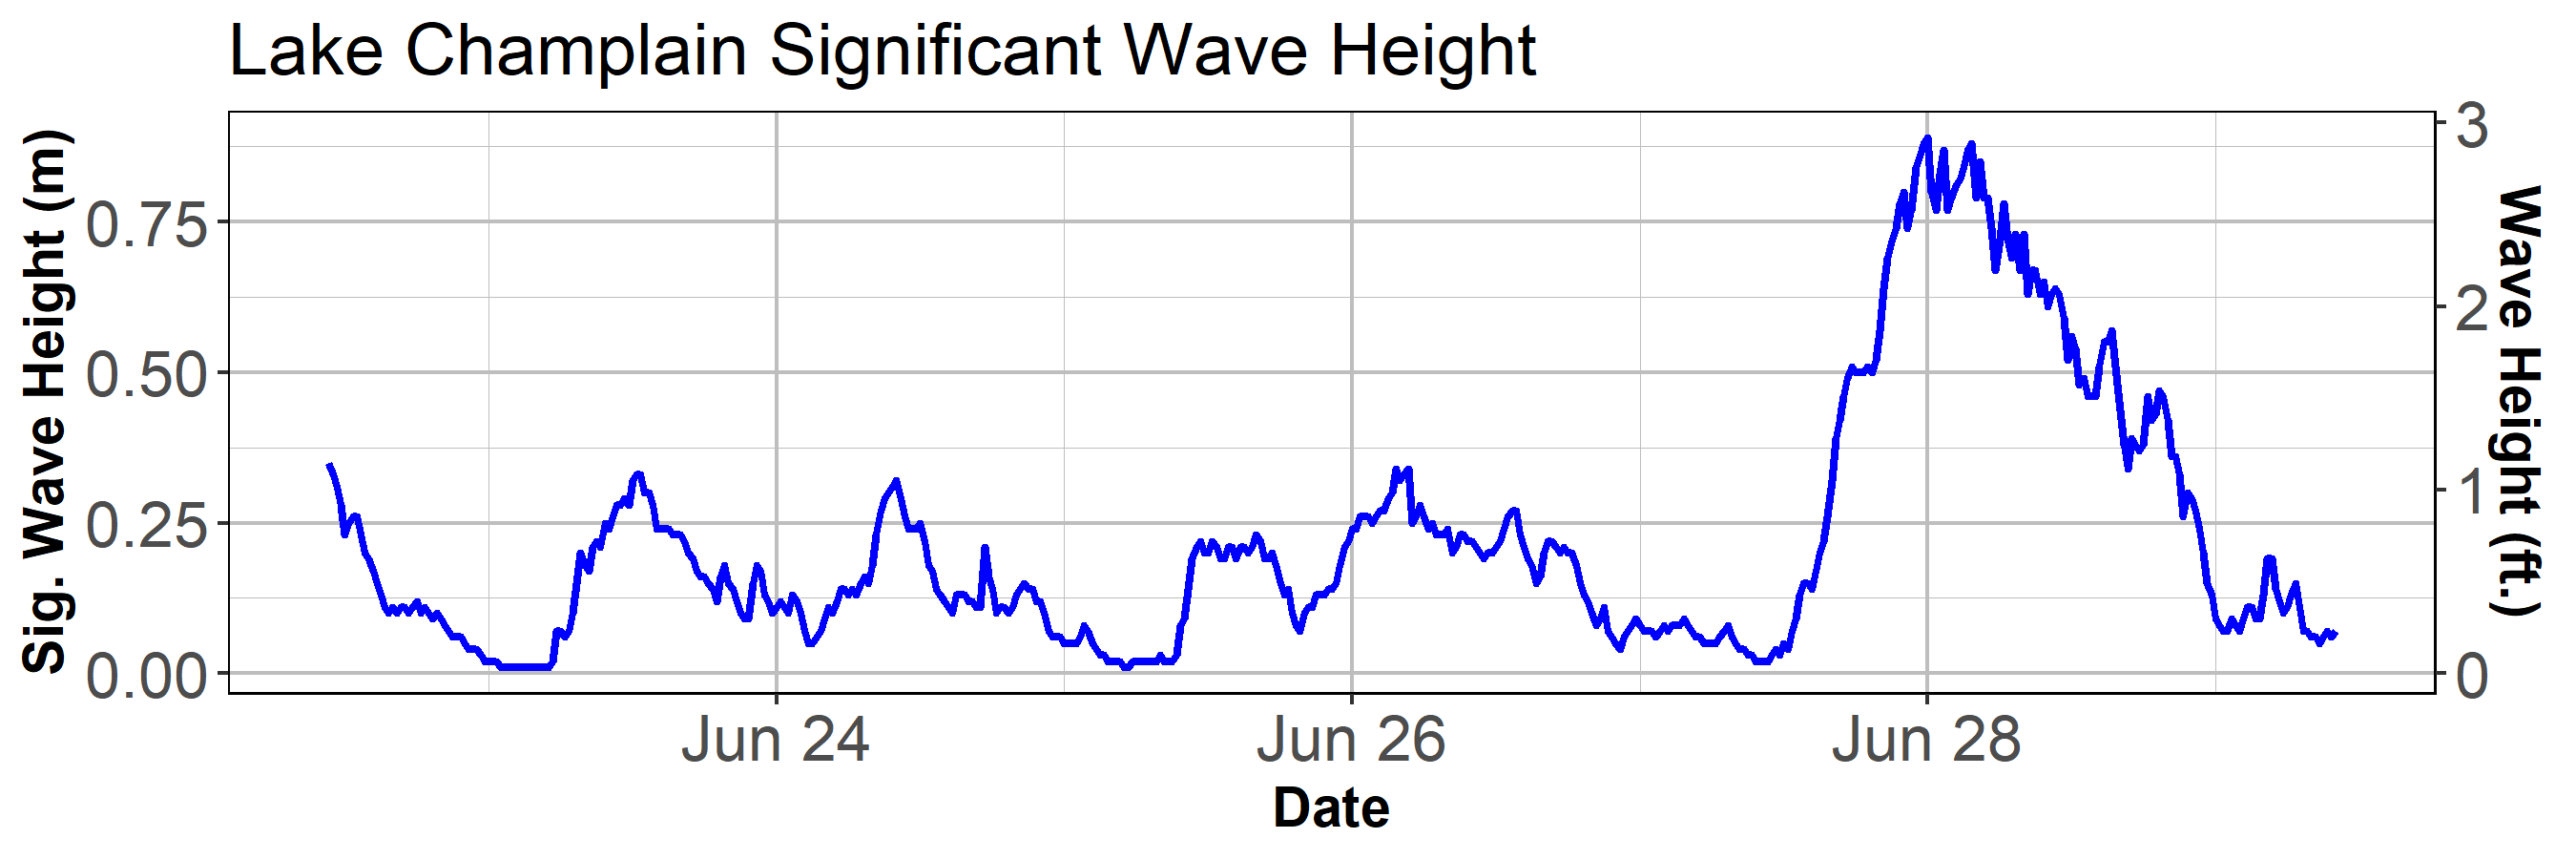 Lake Champlain Significant Wave Height
Sig. Wave Height (m)
0.75
0.50
0.25
0.00
3
2
1
0
Wave Height (ft.)
Jun 24
Jun 26
Jun 28
Date